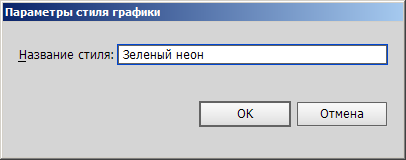 Параметры стиля графики
Название стиля: Зеленый неон
OK Отмена